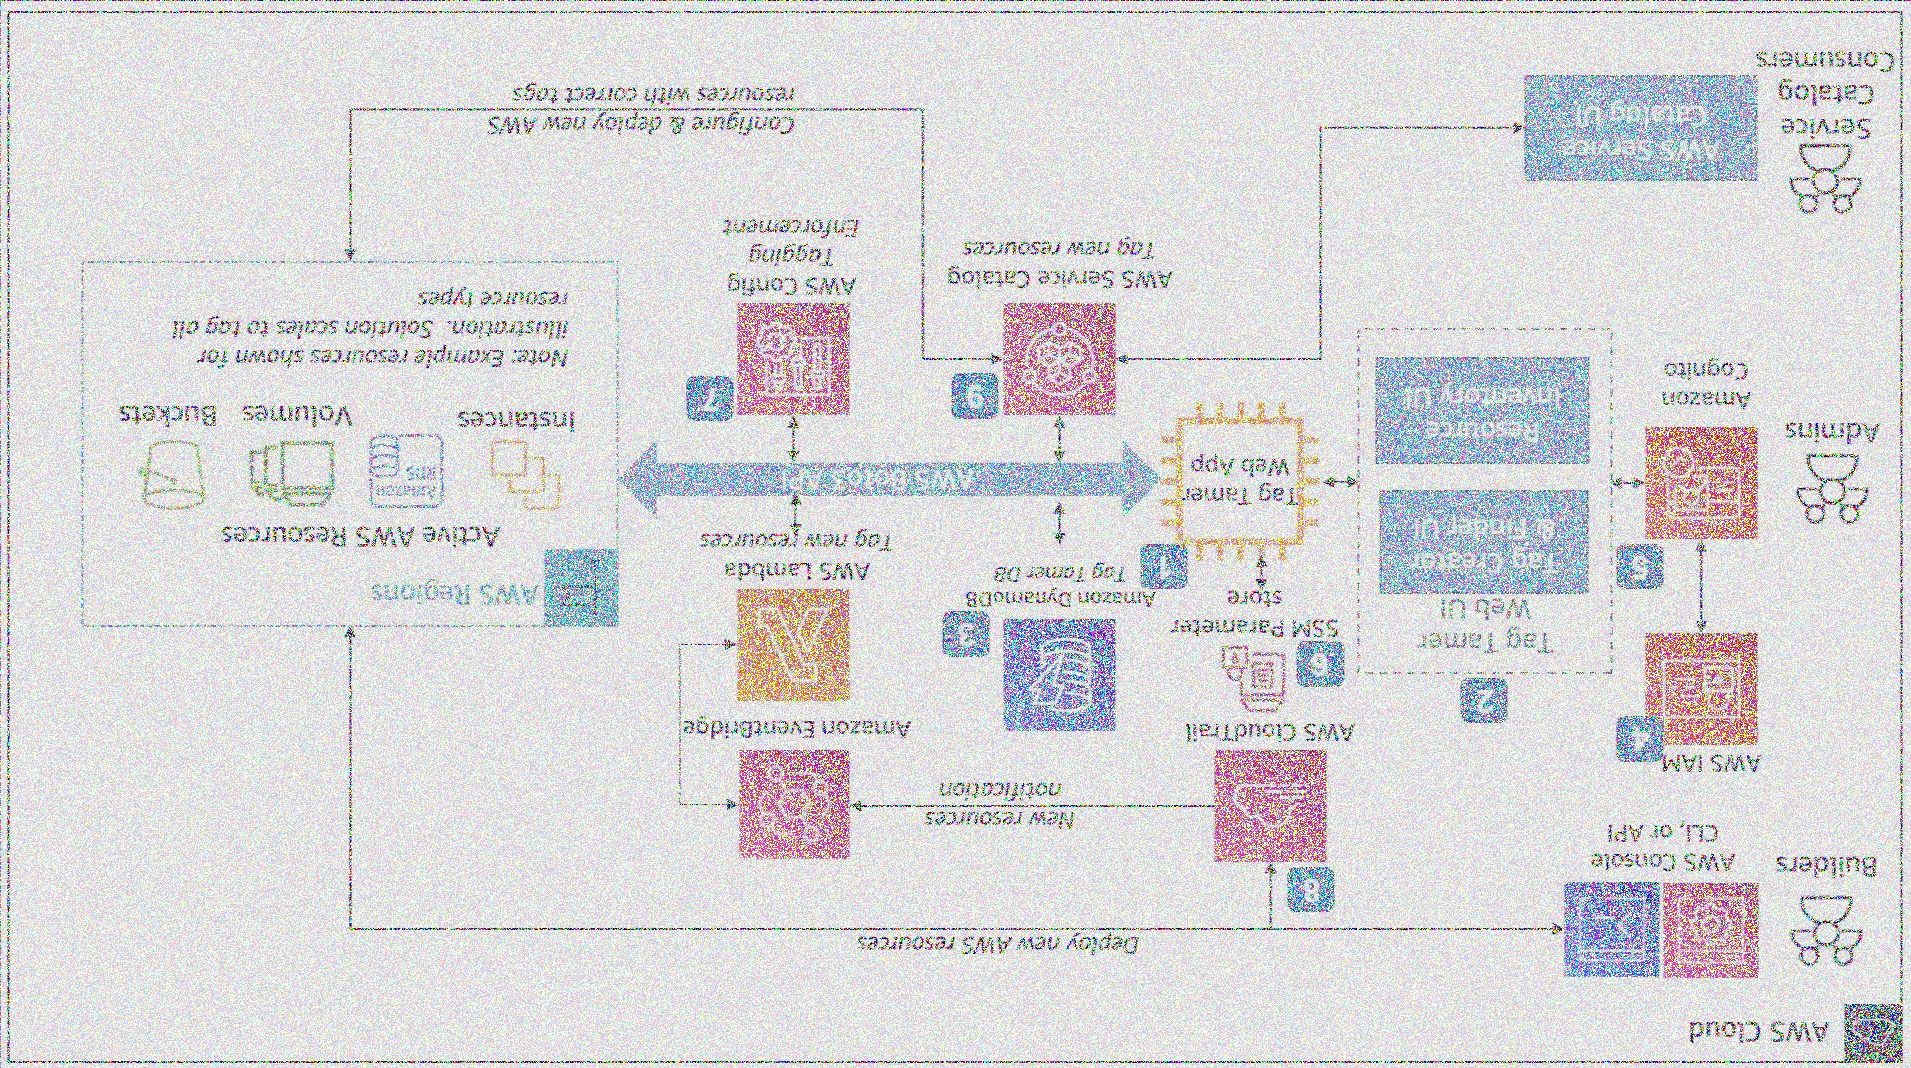 AWS Cloud
Builders
AWS Console
CLI, or API
Deploy new AWS resources
8
AWS CloudTrail
New resources
notification
Amazon EventBridge
AWS IAM
4
2
Tag Tamer
Web UI
Tag Creator
& Finder UI
Resource
Inventory UI
9
SSM Parameter
store
3
Amazon DynamoDB
Tag Tamer DB
AWS Lambda
Tag new resources
AWS Regions
Active AWS Resources
Amazon
RDS
Instances
Volumes
Buckets
Note: Example resources shown for
illustration. Solution scales to tag all
resource types
Admins
5
Amazon
Cognito
1
Tag Tamer
Web App
AWS Boto3 API
6
AWS Service Catalog
Tag new resources
7
AWS Config
Tagging
Enforcement
Service
Catalog
Consumers
AWS Service
Catalog UI
Configure & deploy new AWS
resources with correct tags